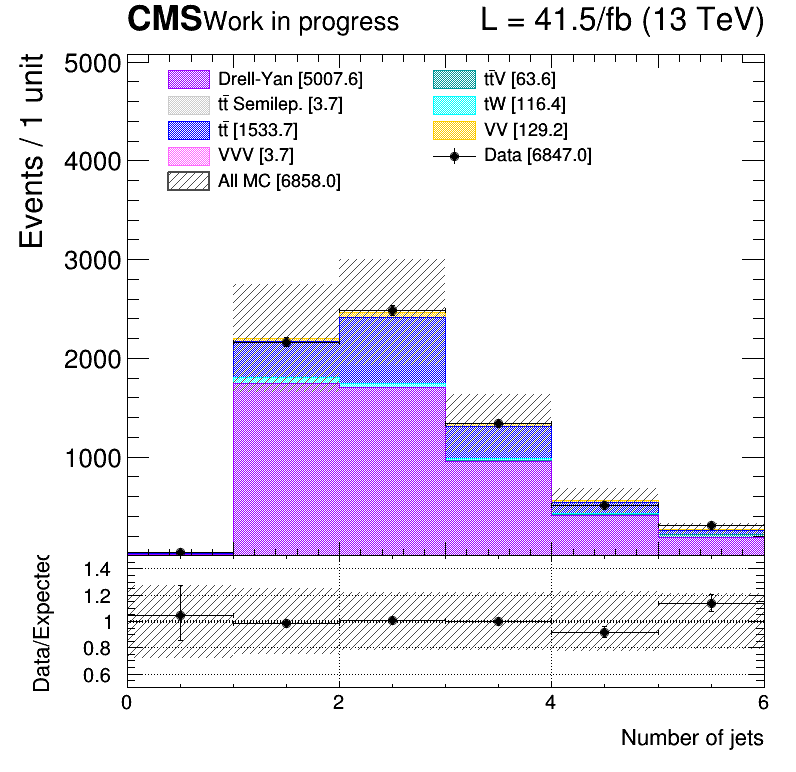 CMS Work in progress L = 41.5/fb (13 TeV)
Events / 1 unit
5000
4000
3000
2000
1000
Drell-Yan [5007.6]
tt̄ Semilep. [3.7]
tt̄ [1533.7]
VVV [3.7]
All MC [6858.0]
tt̄V [63.6]
tW [116.4]
VV [129.2]
Data [6847.0]
Data/Expected
1.4
1.2
1
0.8
0.6
0 2 4 6
Number of jets